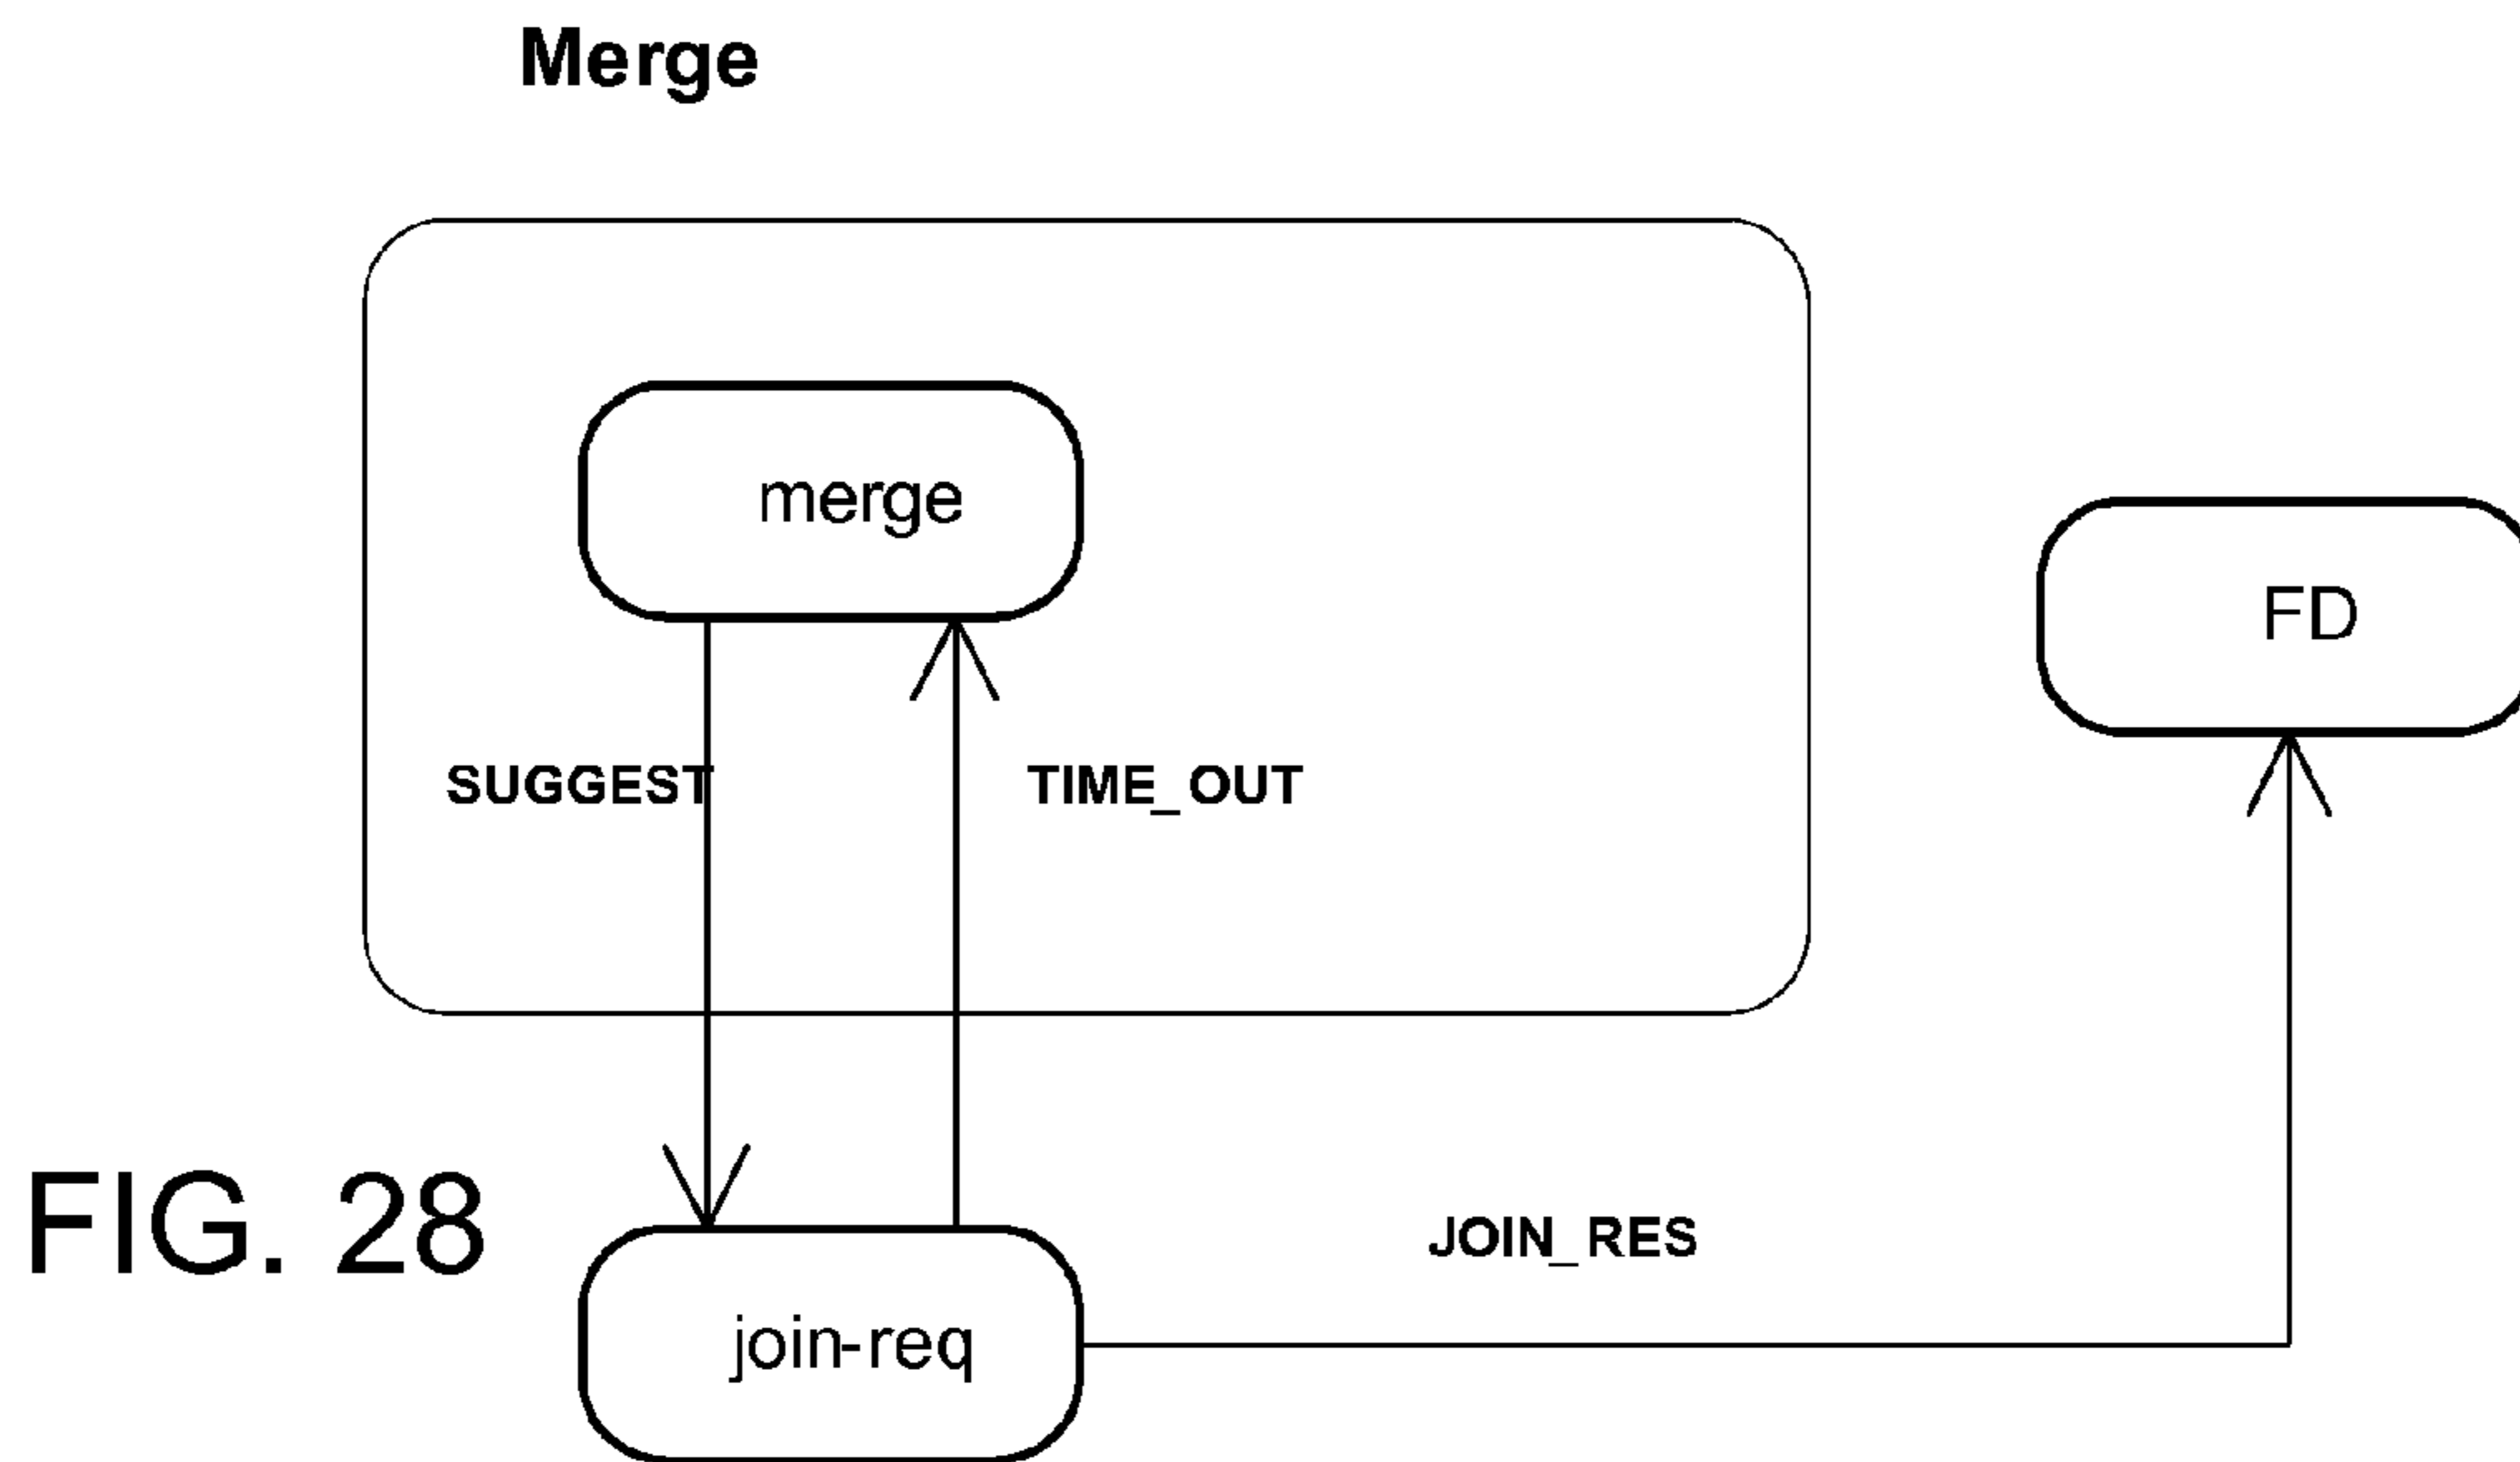 Merge
merge
FD
SUGGEST
TIME_OUT
FIG. 28
JOIN_RES
join-req